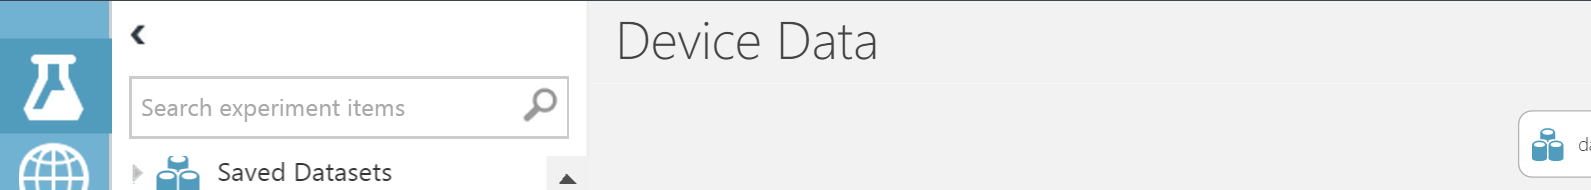 Device Data
Search experiment items
Saved Datasets